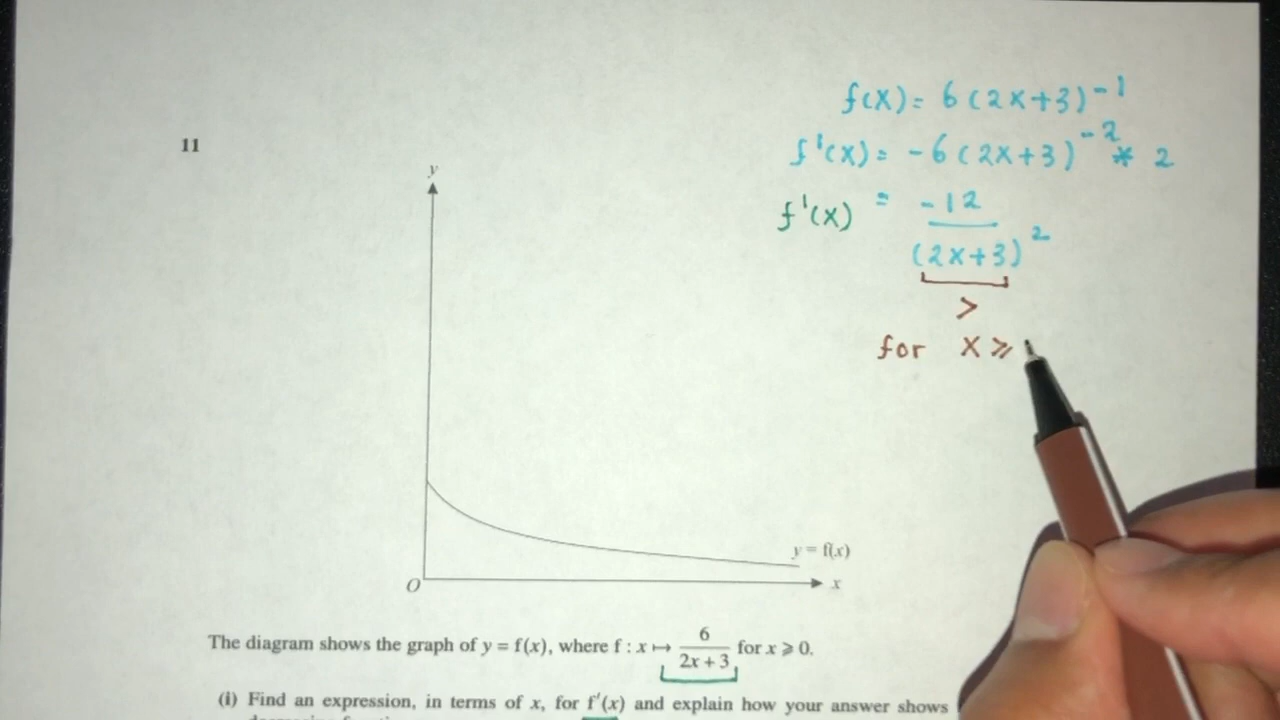 f(x) = 6(2x+3)⁻¹
11
f'(x) = -6(2x+3)⁻² * 2
y
f'(x) = -12
(2x+3)²
>
for x ⩾
y = f(x)
O
x
The diagram shows the graph of y = f(x), where f : x ↦ 6/(2x + 3) for x ⩾ 0.
(i) Find an expression, in terms of x, for f'(x) and explain how your answer shows